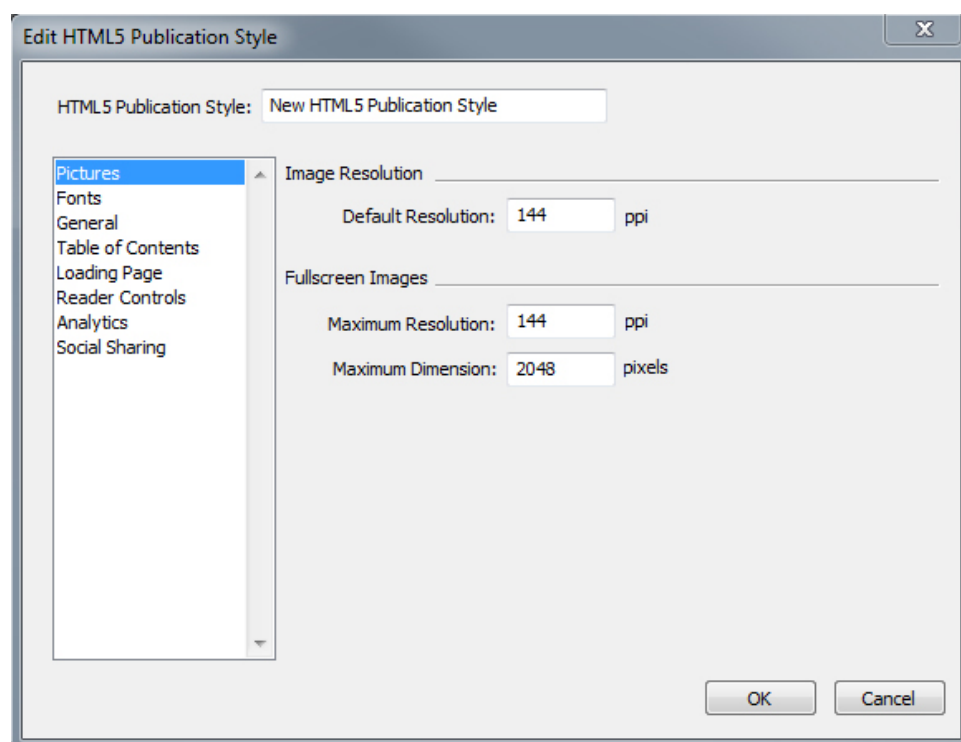 Edit HTML5 Publication Style
HTML5 Publication Style: New HTML5 Publication Style
Pictures
Fonts
General
Table of Contents
Loading Page
Reader Controls
Analytics
Social Sharing
Image Resolution
Default Resolution: 144 ppi
Fullscreen Images
Maximum Resolution: 144 ppi
Maximum Dimension: 2048 pixels
OK Cancel